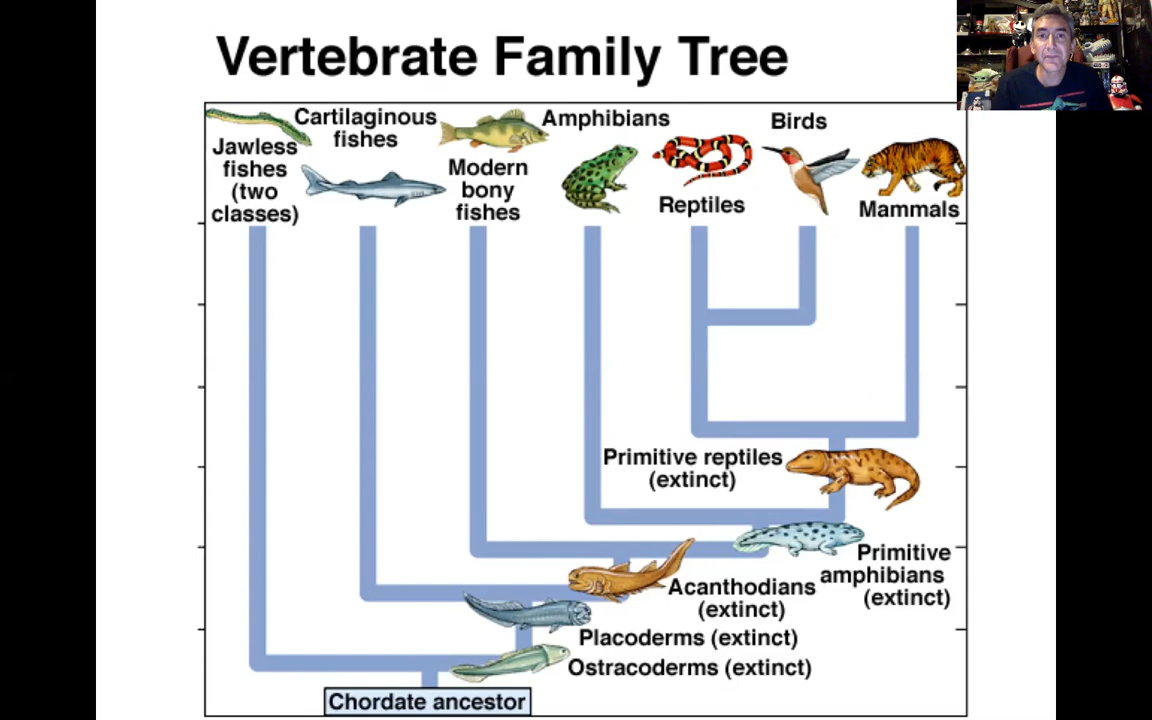 Vertebrate Family Tree
Jawless
fishes
(two
classes)
Cartilaginous
fishes
Modern
bony
fishes
Amphibians
Reptiles
Birds
Mammals
Primitive reptiles
(extinct)
Primitive
amphibians
(extinct)
Acanthodians
(extinct)
Placoderms (extinct)
Ostracoderms (extinct)
Chordate ancestor